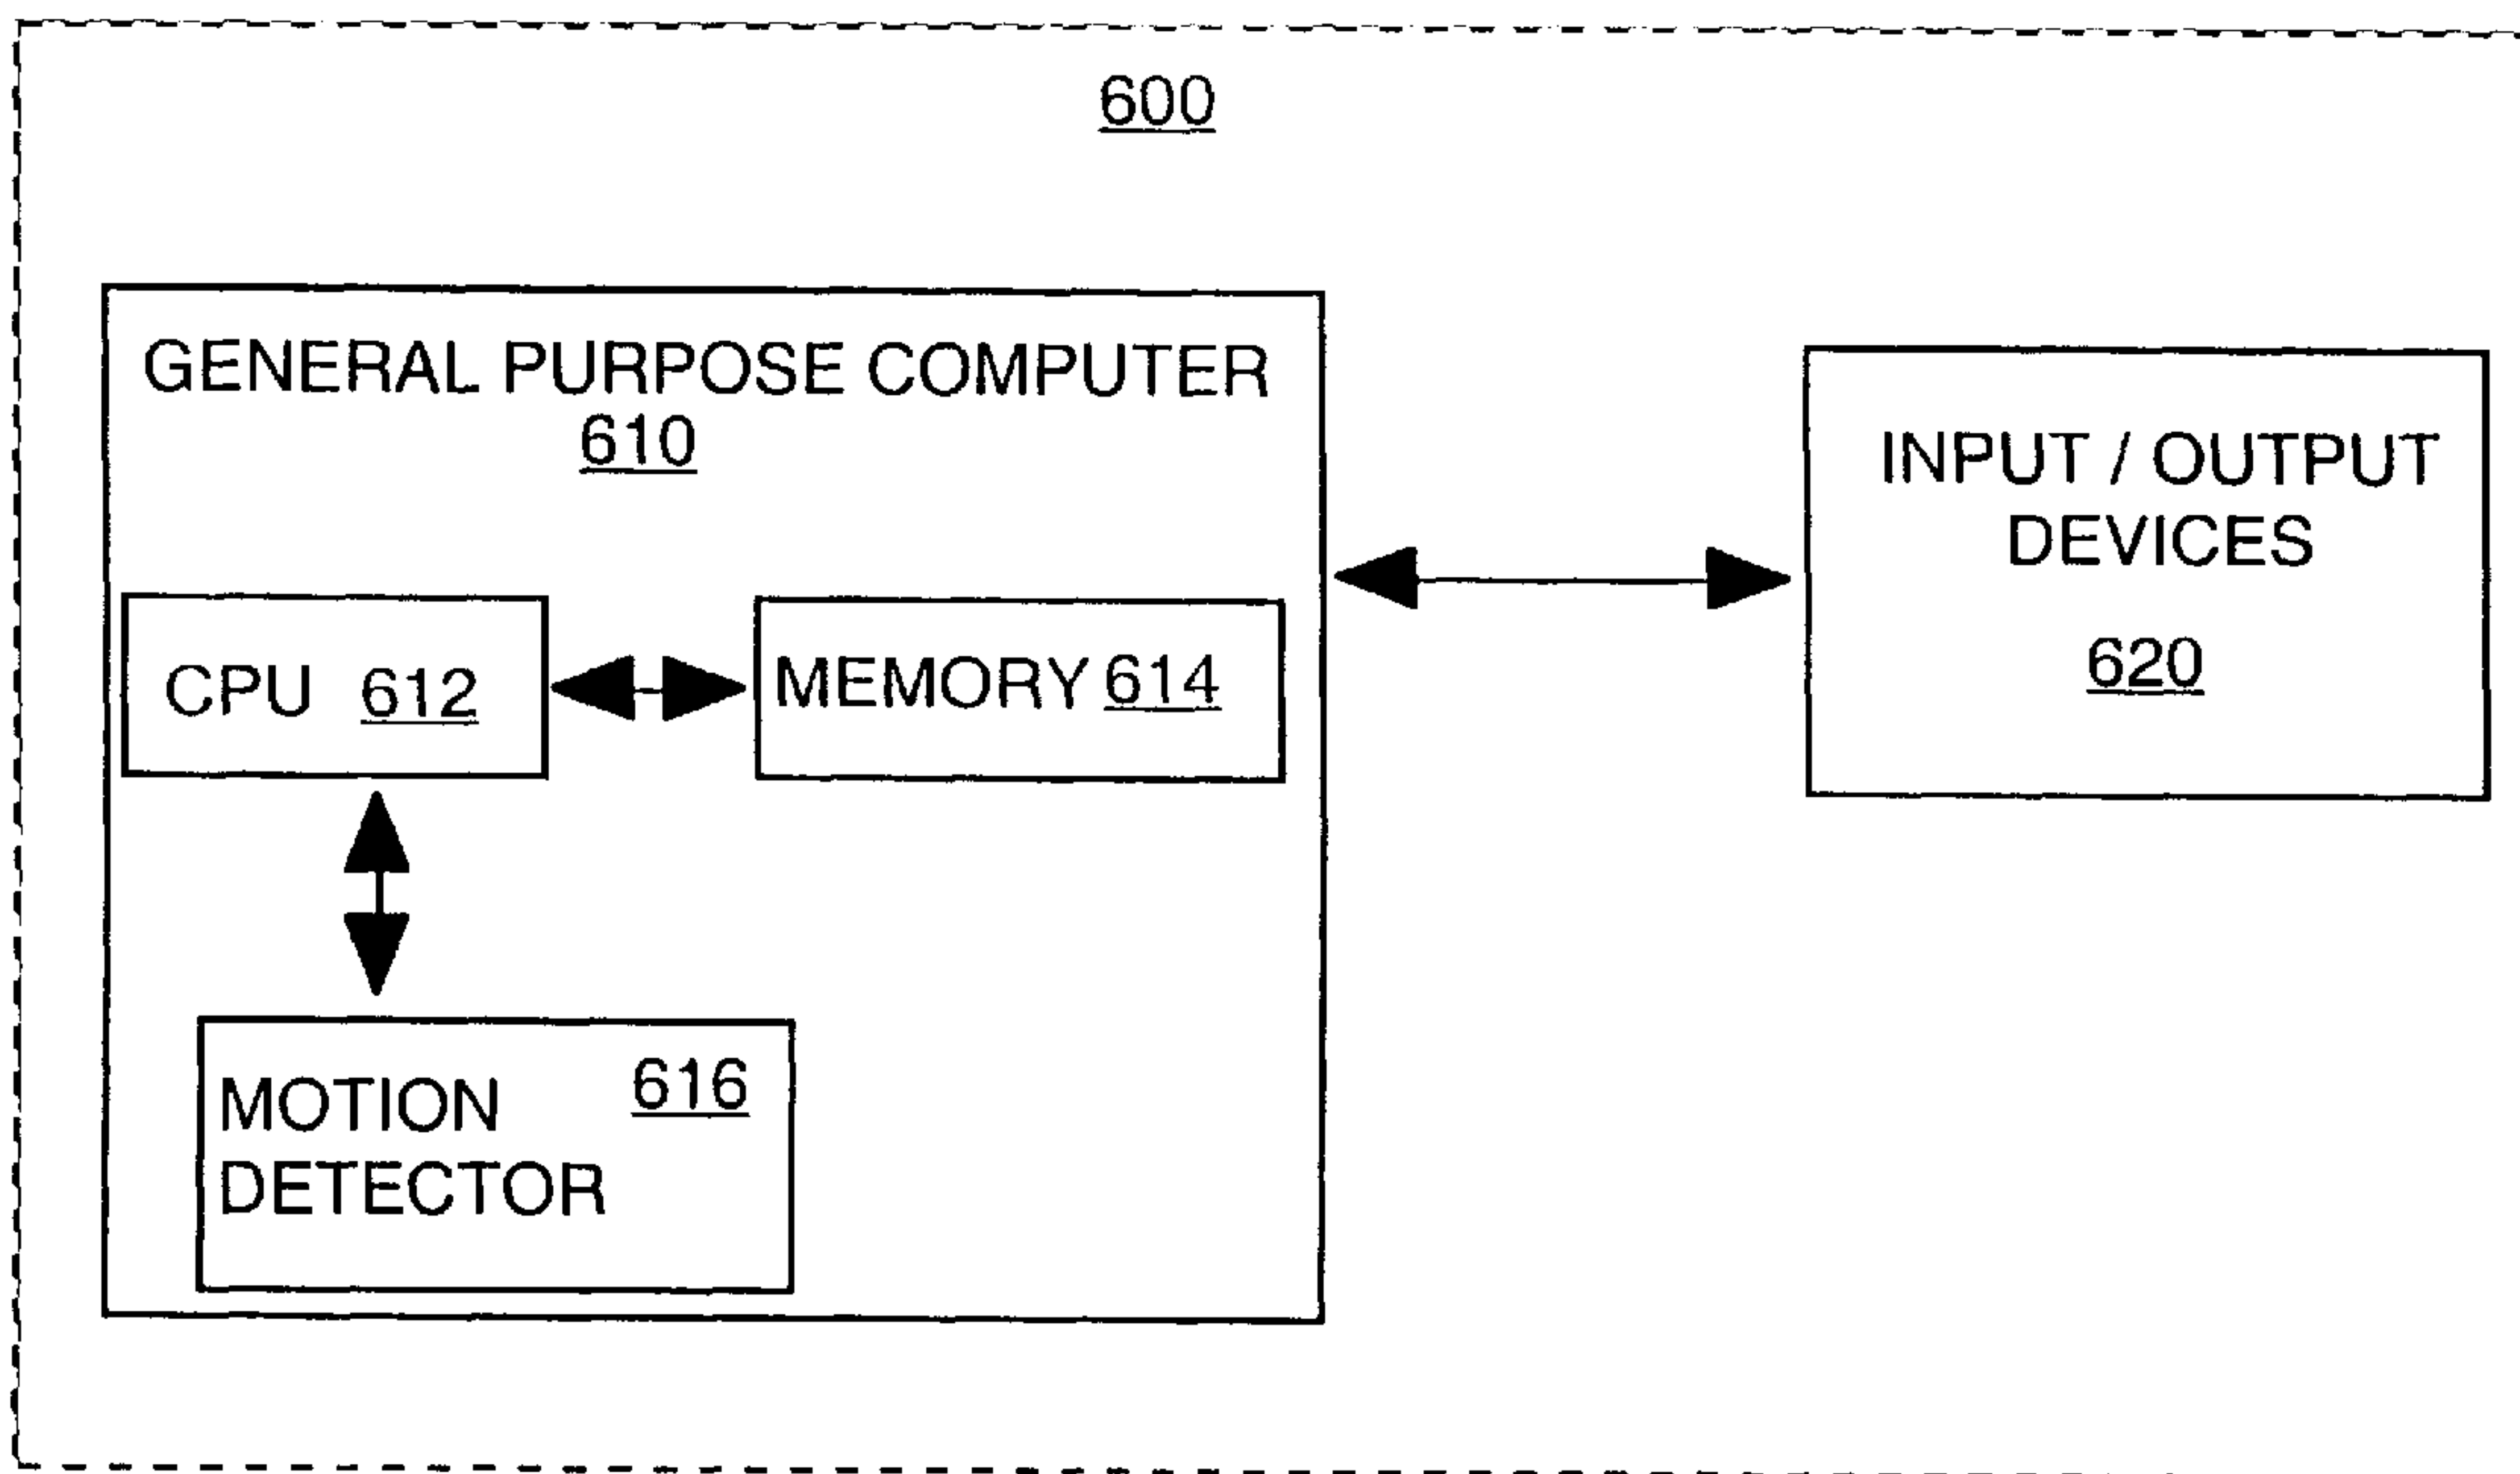 600
GENERAL PURPOSE COMPUTER
610
INPUT / OUTPUT
DEVICES
620
CPU 612
MEMORY 614
MOTION 616
DETECTOR